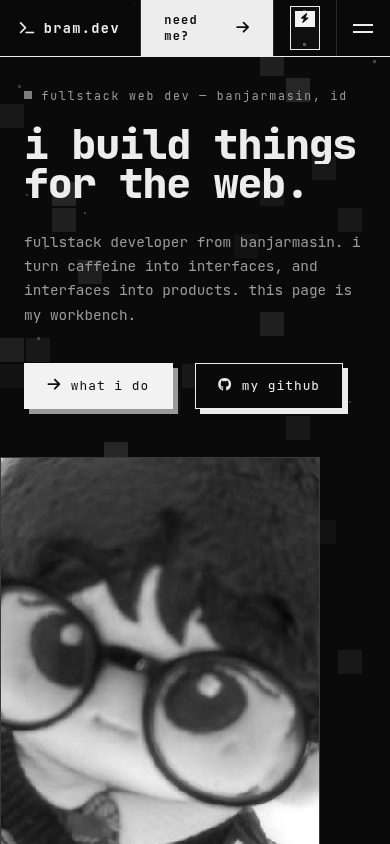 bram.dev
need
me?
fullstack web dev — banjarmasin, id
i build things
for the web.
fullstack developer from banjarmasin. i
turn caffeine into interfaces, and
interfaces into products. this page is
my workbench.
what i do
my github